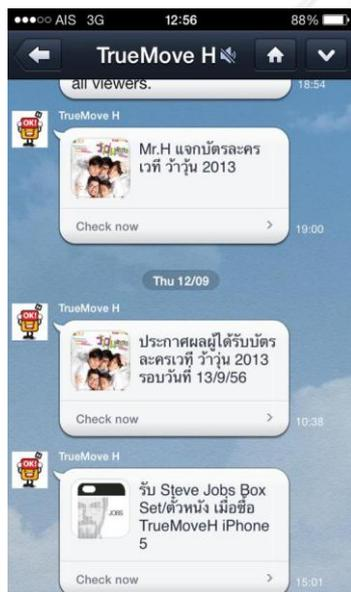 AIS 3G 12:56 88%
TrueMove H
all viewers.
18:54
TrueMove H
Mr.H แจกบัตรละคร
เวที ว้าวุ่น 2013
Check now
19:00
Thu 12/09
TrueMove H
ประกาศผลผู้ได้รับบัตร
ละครเวที ว้าวุ่น 2013
รอบวันที่ 13/9/56
Check now
10:38
TrueMove H
JOBS
รับ Steve Jobs Box
Set/ตั๋วหนัง เมื่อซื้อ
TrueMoveH iPhone
5
Check now
15:01